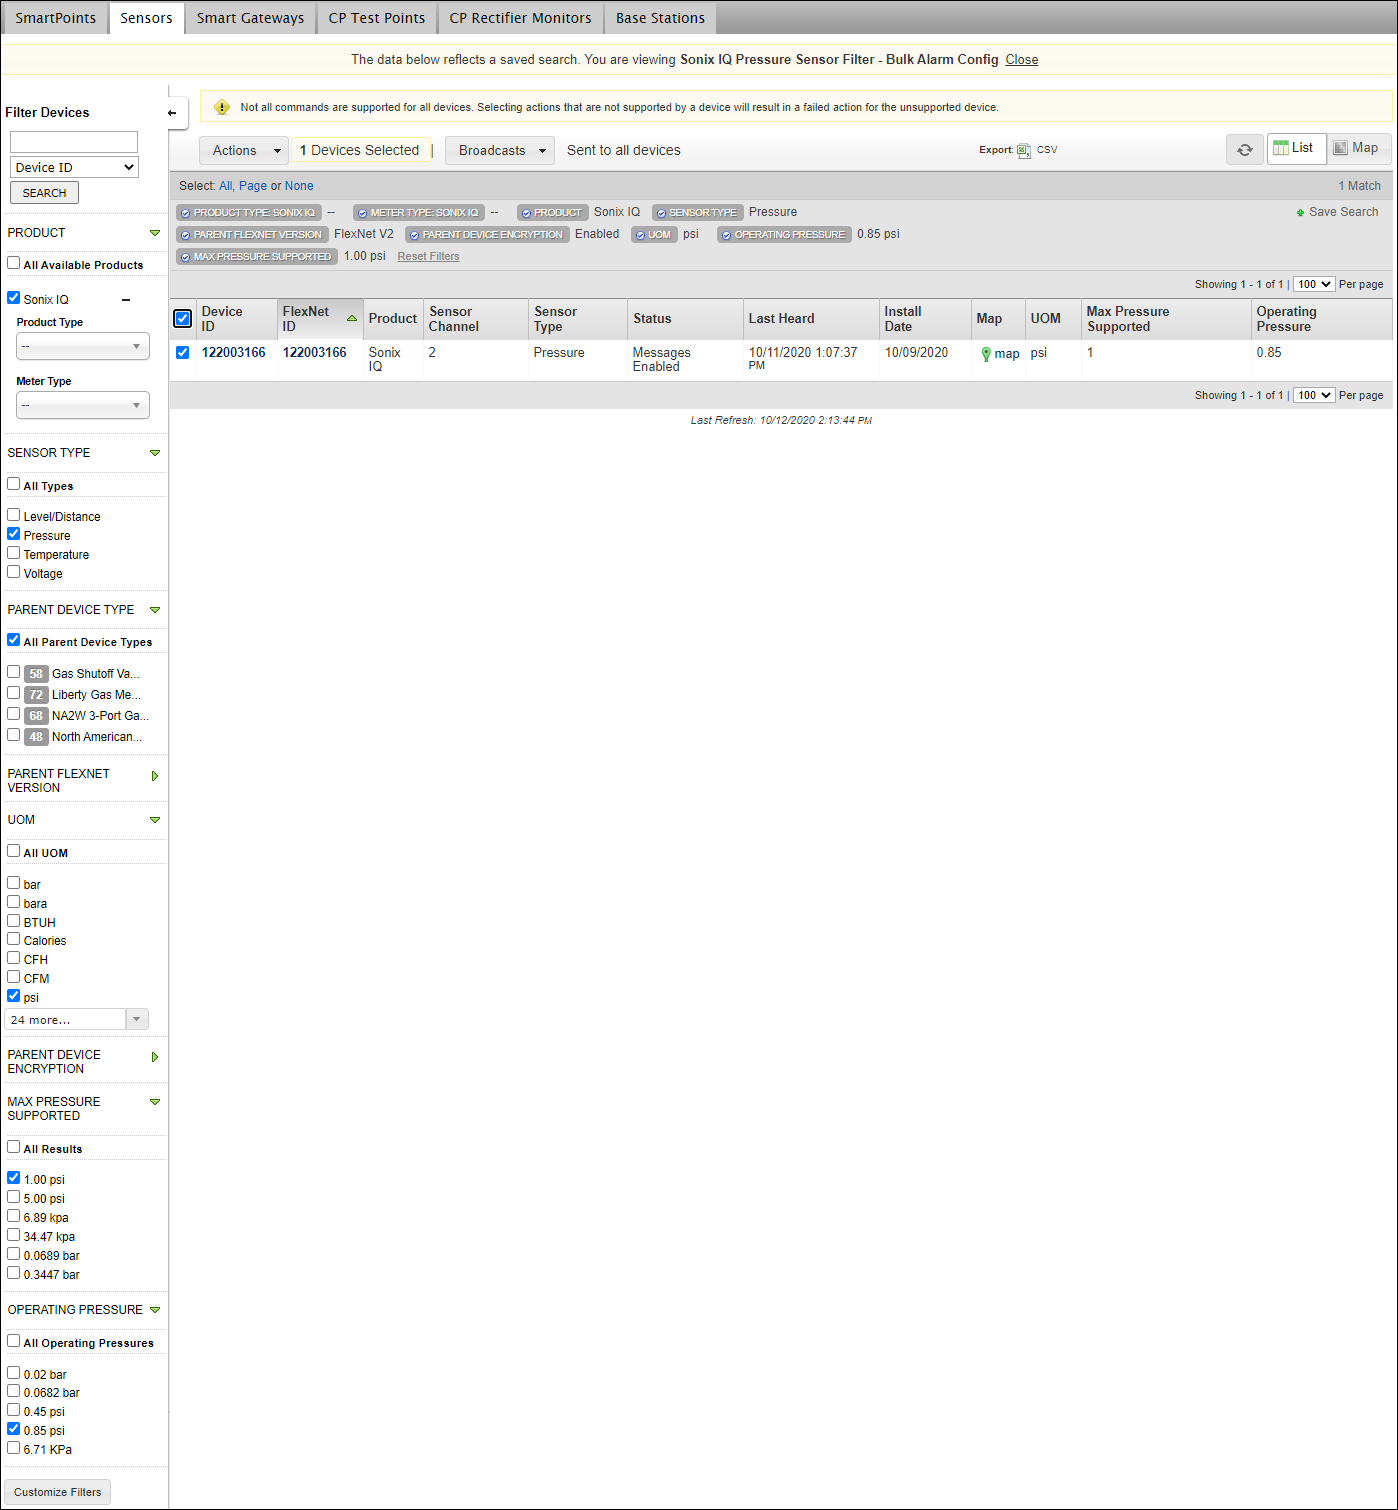 SmartPoints Sensors Smart Gateways CP Test Points CP Rectifier Monitors Base Stations
The data below reflects a saved search. You are viewing Sonix IQ Pressure Sensor Filter - Bulk Alarm Config Close
Filter Devices
Device ID
SEARCH
PRODUCT
All Available Products
Sonix IQ
Product Type
--
Meter Type
--
SENSOR TYPE
All Types
Level/Distance
Pressure
Temperature
Voltage
PARENT DEVICE TYPE
All Parent Device Types
58 Gas Shutoff Va...
72 Liberty Gas Me...
68 NA2W 3-Port Ga...
48 North American...
PARENT FLEXNET
VERSION
UOM
All UOM
bar
bara
BTUH
Calories
CFH
CFM
psi
24 more...
PARENT DEVICE
ENCRYPTION
MAX PRESSURE
SUPPORTED
All Results
1.00 psi
5.00 psi
6.89 kpa
34.47 kpa
0.0689 bar
0.3447 bar
OPERATING PRESSURE
All Operating Pressures
0.02 bar
0.0682 bar
0.45 psi
0.85 psi
6.71 KPa
Customize Filters
Not all commands are supported for all devices. Selecting actions that are not supported by a device will result in a failed action for the unsupported device.
Actions 1 Devices Selected | Broadcasts Sent to all devices Export: CSV List Map
Select: All, Page or None 1 Match
PRODUCT TYPE: SONIX IQ -- METER TYPE: SONIX IQ -- PRODUCT Sonix IQ SENSOR TYPE Pressure Save Search
PARENT FLEXNET VERSION FlexNet V2 PARENT DEVICE ENCRYPTION Enabled UOM psi OPERATING PRESSURE 0.85 psi
MAX PRESSURE SUPPORTED 1.00 psi Reset Filters
Showing 1 - 1 of 1 | 100 Per page
Device ID FlexNet ID Product Sensor Channel Sensor Type Status Last Heard Install Date Map UOM Max Pressure Supported Operating Pressure
122003166 122003166 Sonix IQ 2 Pressure Messages Enabled 10/11/2020 1:07:37 PM 10/09/2020 map psi 1 0.85
Showing 1 - 1 of 1 | 100 Per page
Last Refresh: 10/12/2020 2:13:44 PM